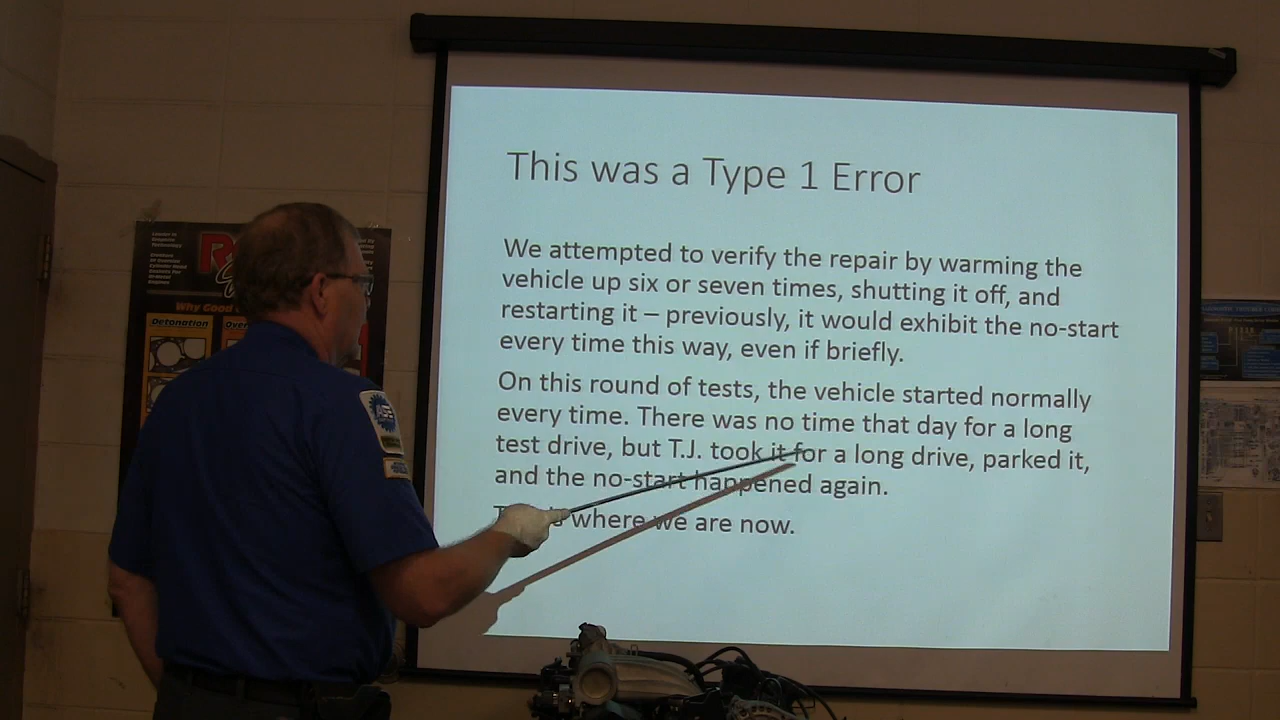 This was a Type 1 Error
We attempted to verify the repair by warming the
vehicle up six or seven times, shutting it off, and
restarting it – previously, it would exhibit the no-start
every time this way, even if briefly.
On this round of tests, the vehicle started normally
every time. There was no time that day for a long
test drive, but T.J. took it for a long drive, parked it,
and the no-start happened again.
where we are now.
Why Good
Detonation
ASE